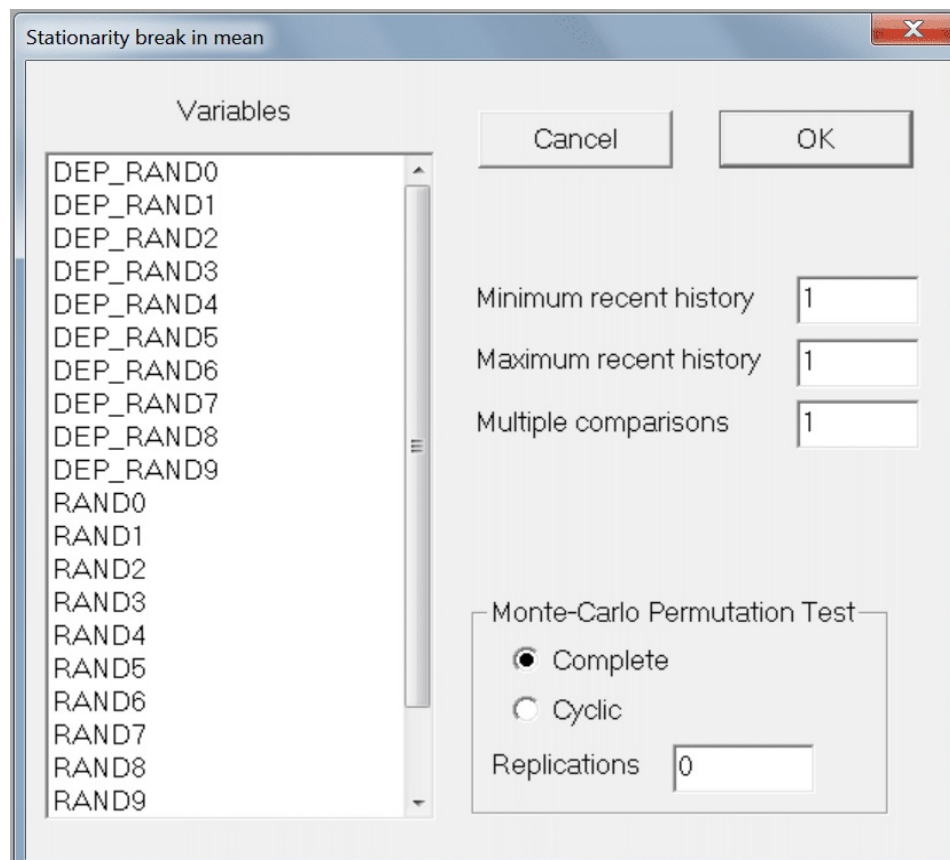 Stationarity break in mean
Variables
DEP_RAND0
DEP_RAND1
DEP_RAND2
DEP_RAND3
DEP_RAND4
DEP_RAND5
DEP_RAND6
DEP_RAND7
DEP_RAND8
DEP_RAND9
RAND0
RAND1
RAND2
RAND3
RAND4
RAND5
RAND6
RAND7
RAND8
RAND9
Cancel OK
Minimum recent history 1
Maximum recent history 1
Multiple comparisons 1
Monte-Carlo Permutation Test
Complete
Cyclic
Replications 0